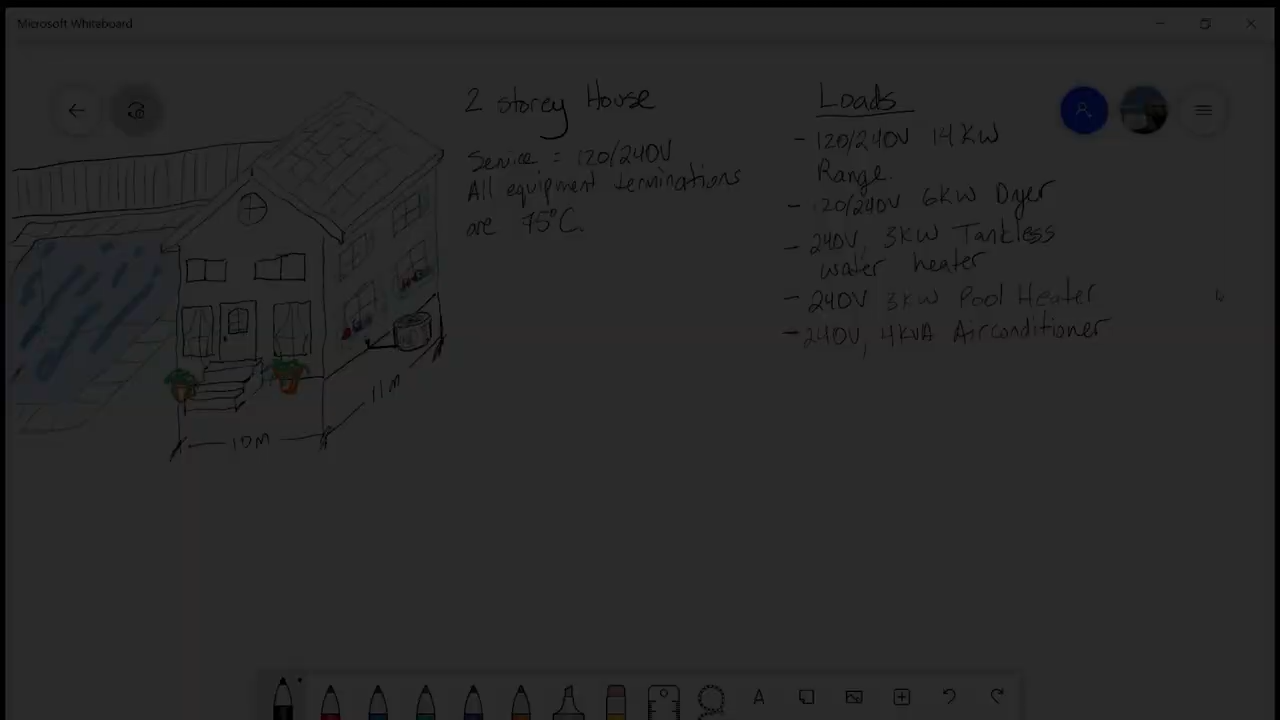 Microsoft Whiteboard
2 Storey House
Service = 120/240V
All equipment terminations
are 75°C.
Loads
- 120/240V 14KW
Range.
- 120/240V 6KW Dryer
- 240V, 3KW Tankless
water heater
- 240V 3KW Pool Heater
- 240V, 4KVA Airconditioner
11M
10M
A